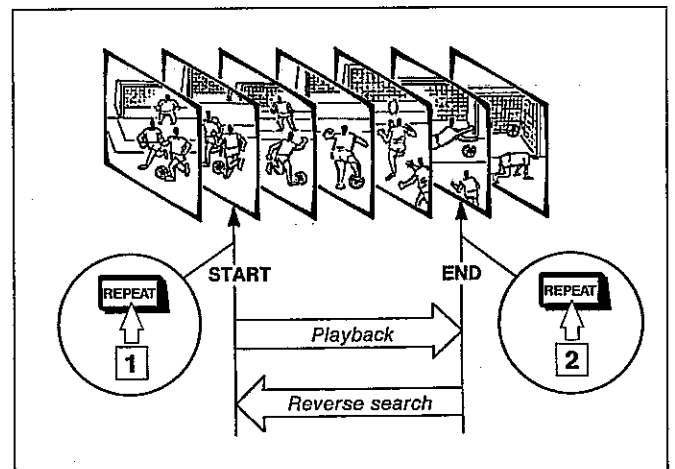 START
END
REPEAT
1
REPEAT
2
Playback
Reverse search